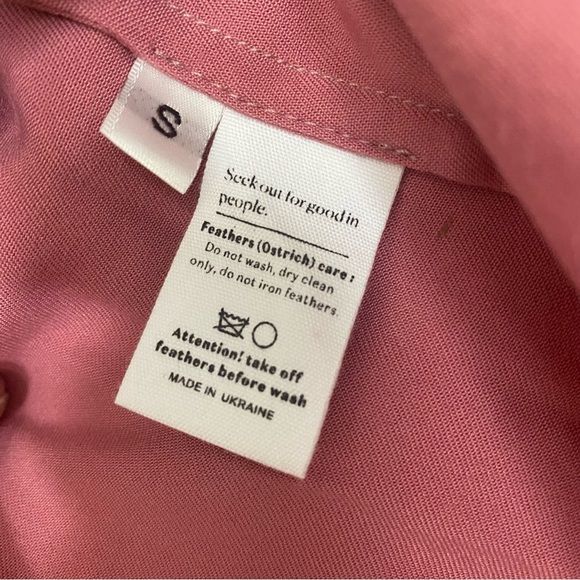 S
Seek out for good in
people.
Feathers (Ostrich) care:
Do not wash, dry clean
only, do not iron feathers.
Attention! take off
feathers before wash
MADE IN UKRAINE